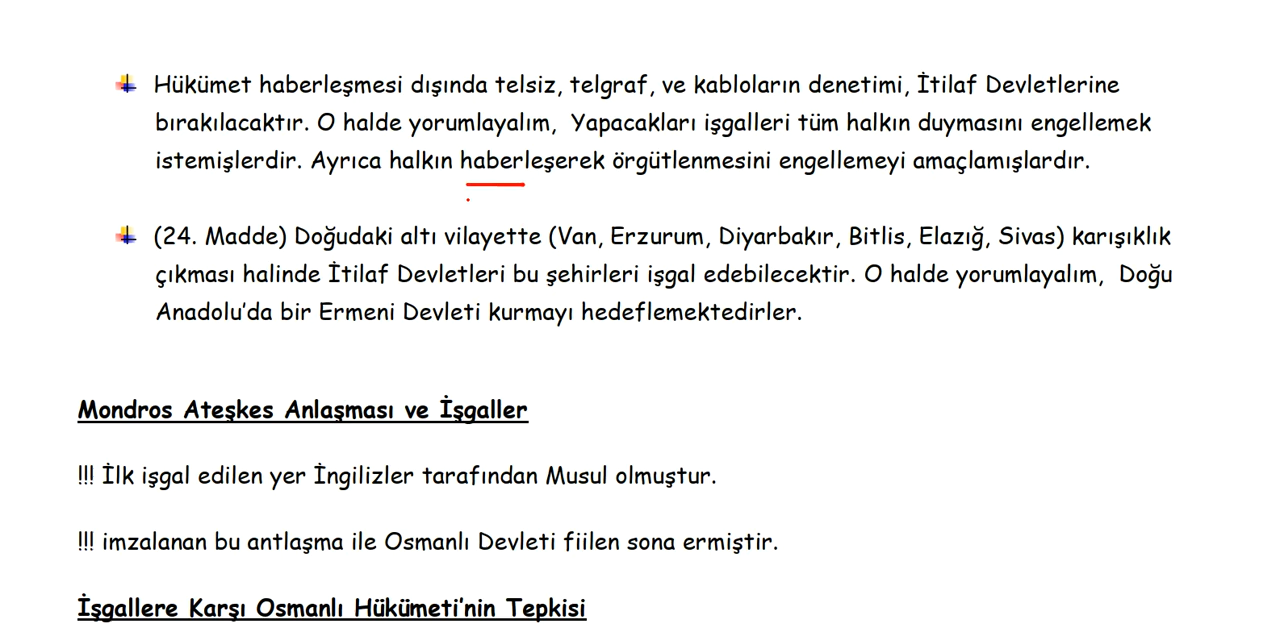 Hükümet haberleşmesi dışında telsiz, telgraf, ve kabloların denetimi, İtilaf Devletlerine
bırakılacaktır. O halde yorumlayalım, Yapacakları işgalleri tüm halkın duymasını engellemek
istemişlerdir. Ayrıca halkın haberleşerek örgütlenmesini engellemeyi amaçlamışlardır.
(24. Madde) Doğudaki altı vilayette (Van, Erzurum, Diyarbakır, Bitlis, Elazığ, Sivas) karışıklık
çıkması halinde İtilaf Devletleri bu şehirleri işgal edebilecektir. O halde yorumlayalım, Doğu
Anadolu’da bir Ermeni Devleti kurmayı hedeflemektedirler.
Mondros Ateşkes Anlaşması ve İşgaller
!!! İlk işgal edilen yer İngilizler tarafından Musul olmuştur.
!!! imzalanan bu antlaşma ile Osmanlı Devleti fiilen sona ermiştir.
İşgallere Karşı Osmanlı Hükümeti’nin Tepkisi